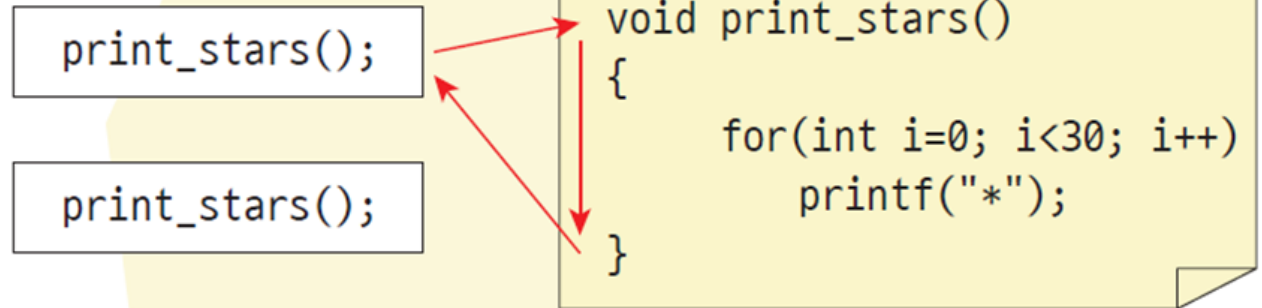 print_stars();
print_stars();
void print_stars()
{
for(int i=0; i<30; i++)
printf("*");
}